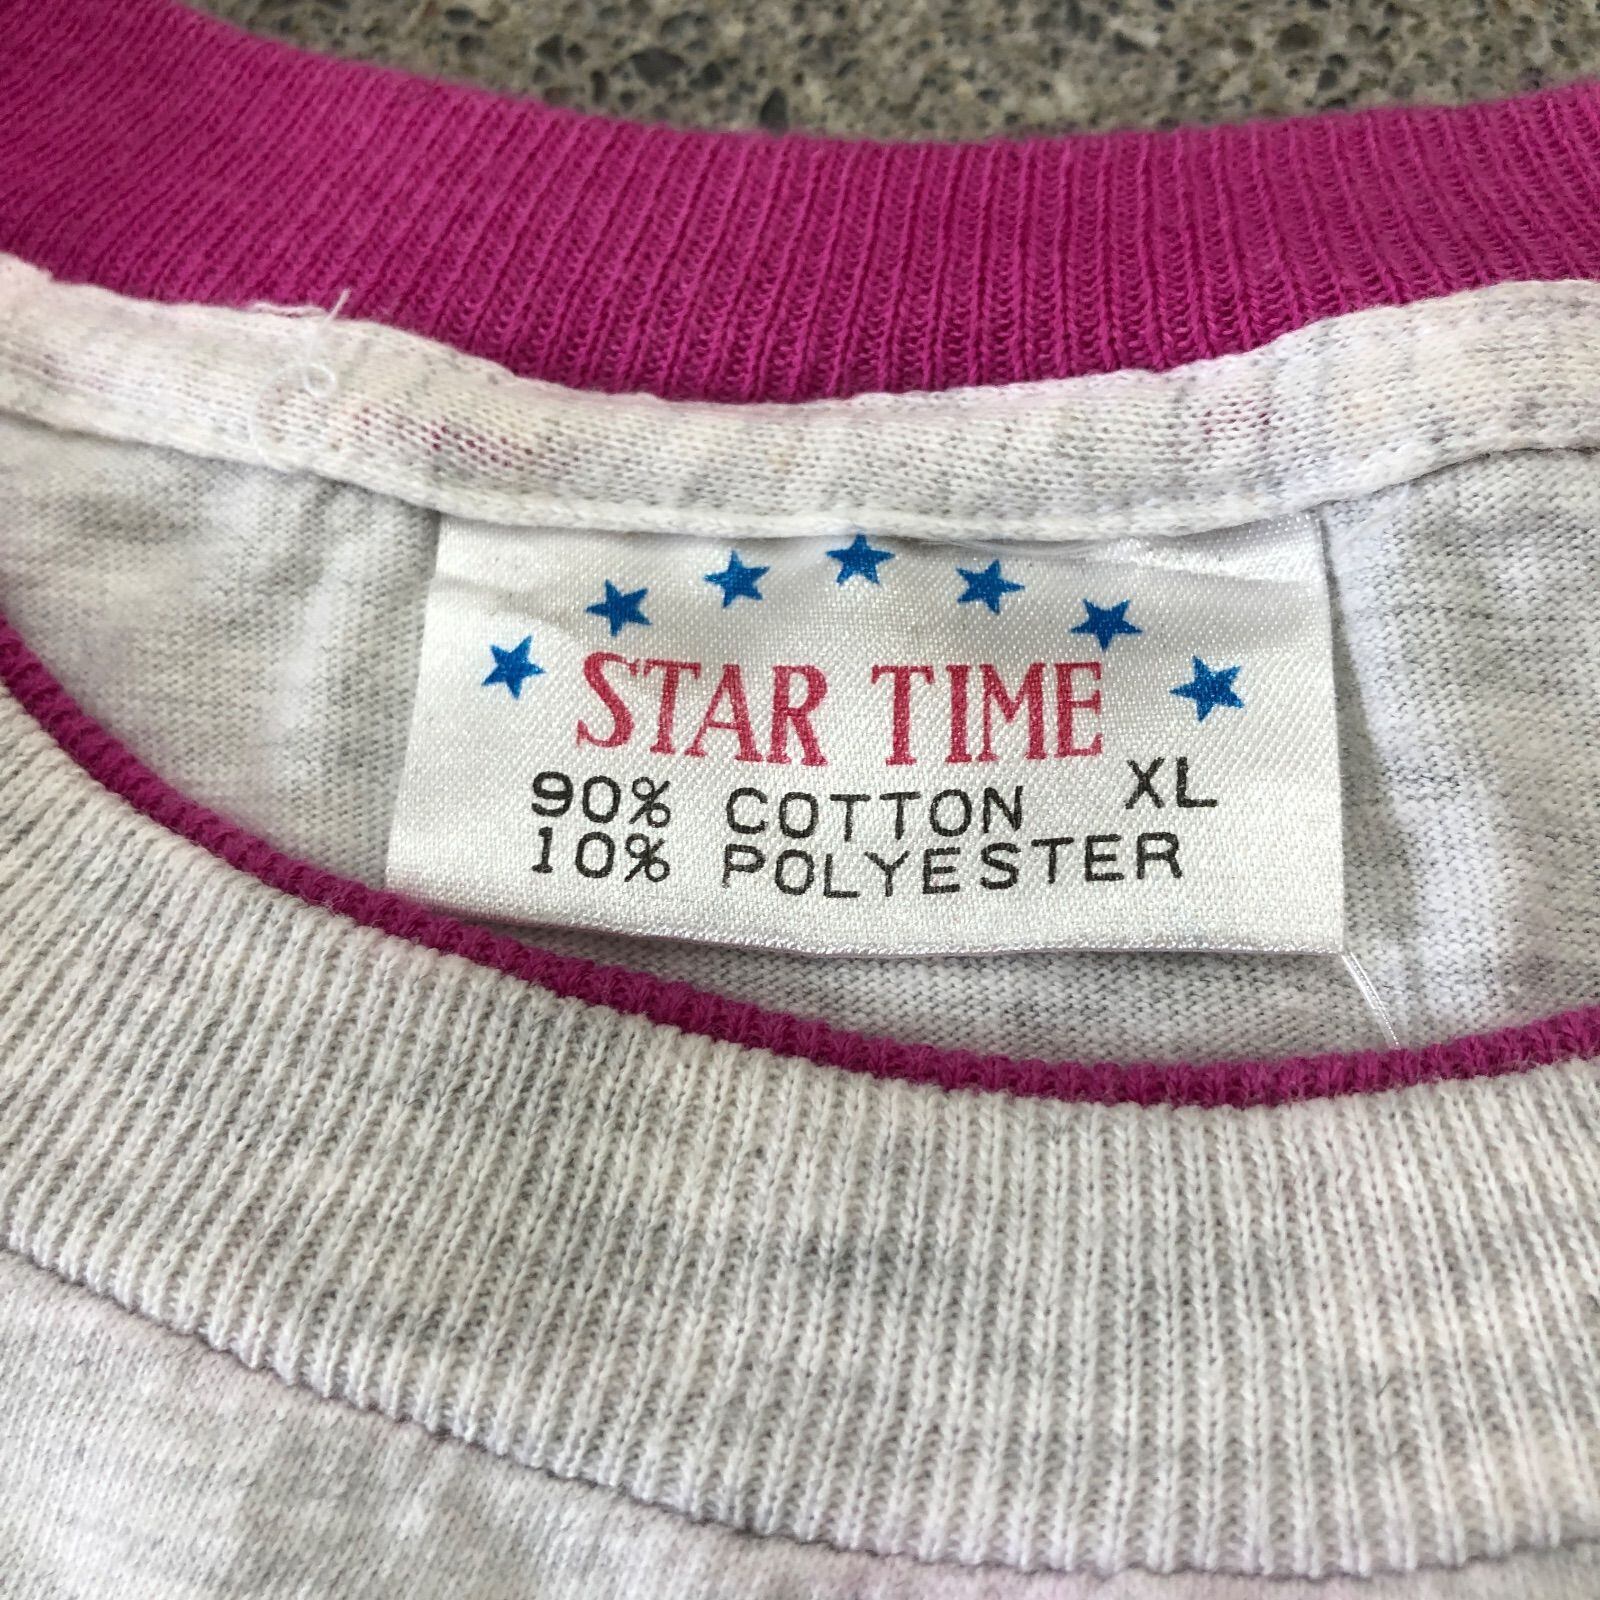 STAR TIME
90% COTTON XL
10% POLYESTER